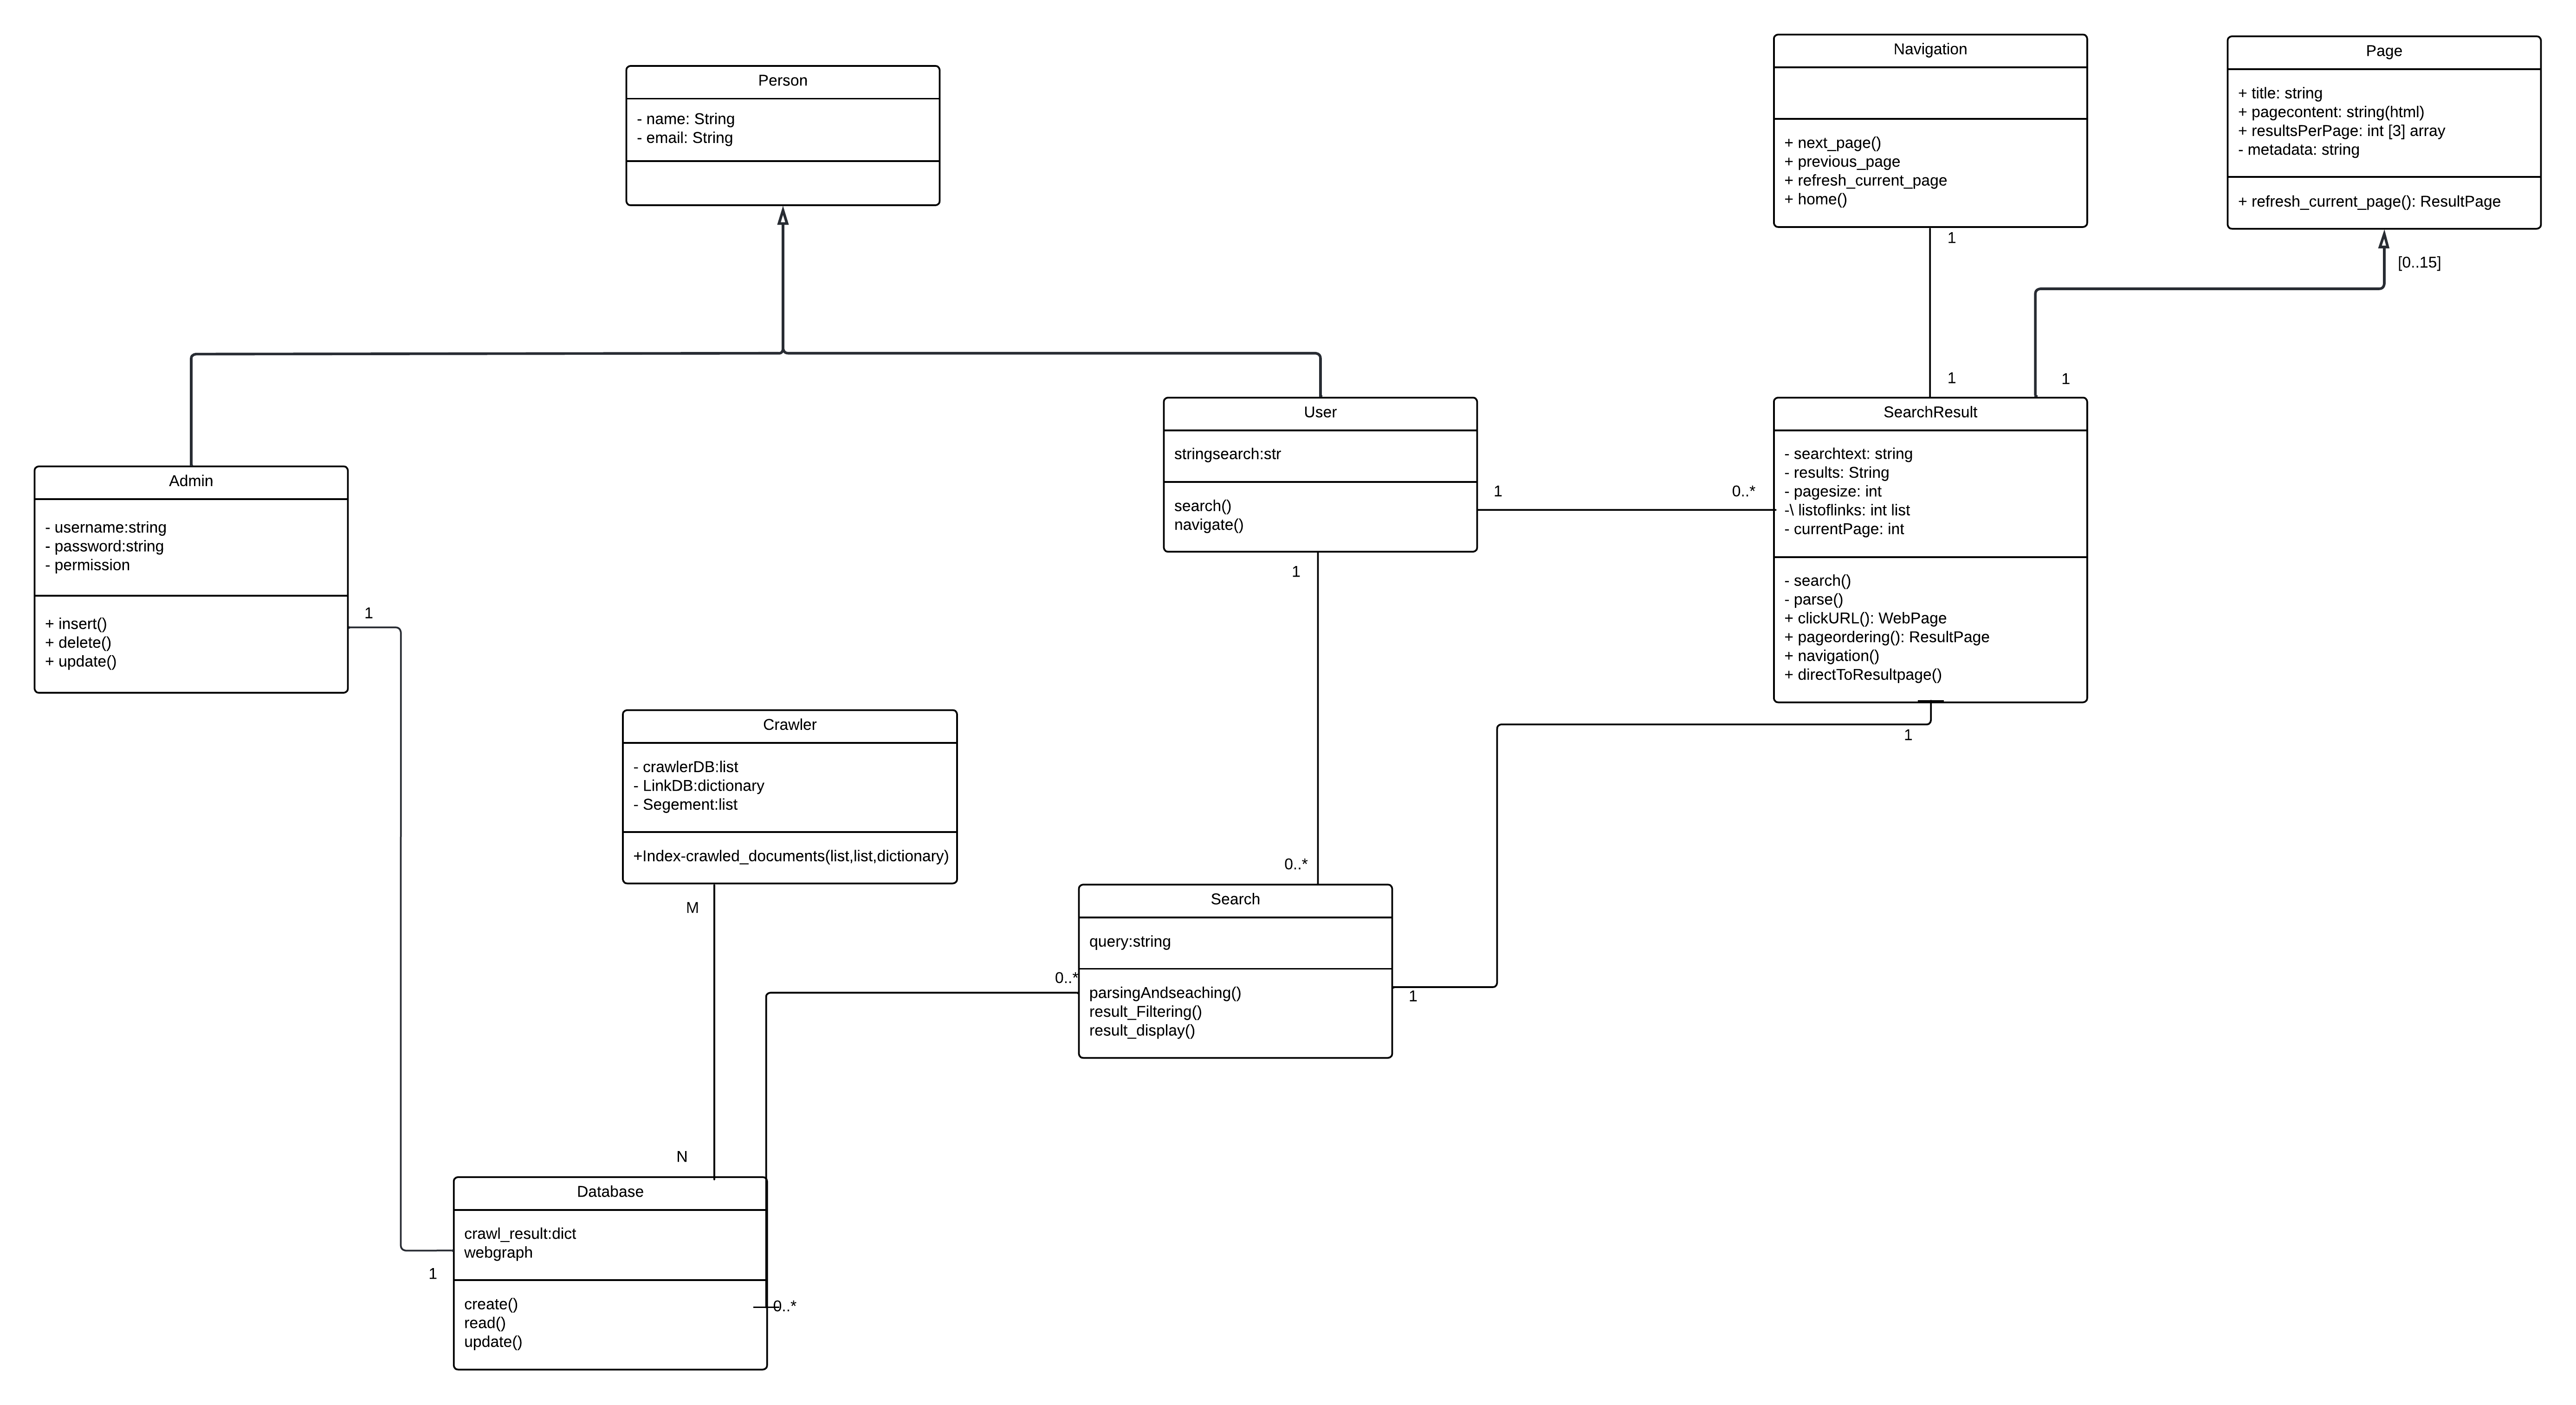 Person
- name: String
- email: String
Navigation
+ next_page()
+ previous_page
+ refresh_current_page
+ home()
1
Page
+ title: string
+ pagecontent: string(html)
+ resultsPerPage: int [3] array
- metadata: string
+ refresh_current_page(): ResultPage
[0..15]
1
1
Admin
- username:string
- password:string
- permission
+ insert()
+ delete()
+ update()
1
User
stringsearch:str
search()
navigate()
1
0..*
1
SearchResult
- searchtext: string
- results: String
- pagesize: int
-\ listoflinks: int list
- currentPage: int
- search()
- parse()
+ clickURL(): WebPage
+ pageordering(): ResultPage
+ navigation()
+ directToResultpage()
1
Crawler
- crawlerDB:list
- LinkDB:dictionary
- Segement:list
+Index-crawled_documents(list,list,dictionary)
M
0..*
Search
query:string
parsingAndseaching()
result_Filtering()
result_display()
0..*
1
N
Database
crawl_result:dict
webgraph
create()
read()
update()
1
0..*